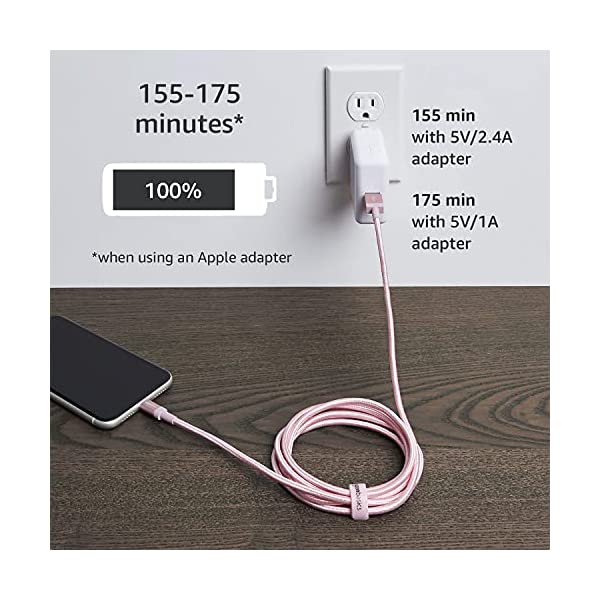 155-175
minutes*
100%
*when using an Apple adapter
155 min
with 5V/2.4A
adapter
175 min
with 5V/1A
adapter
basics